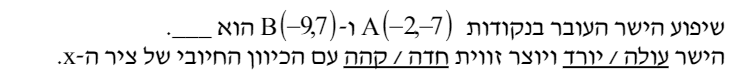 שיפוע הישר העובר בנקודות A(−2,−7) ו-B(−9,7) הוא ___.
הישר עולה / יורד ויוצר זווית חדה / קהה עם הכיוון החיובי של ציר ה-x.